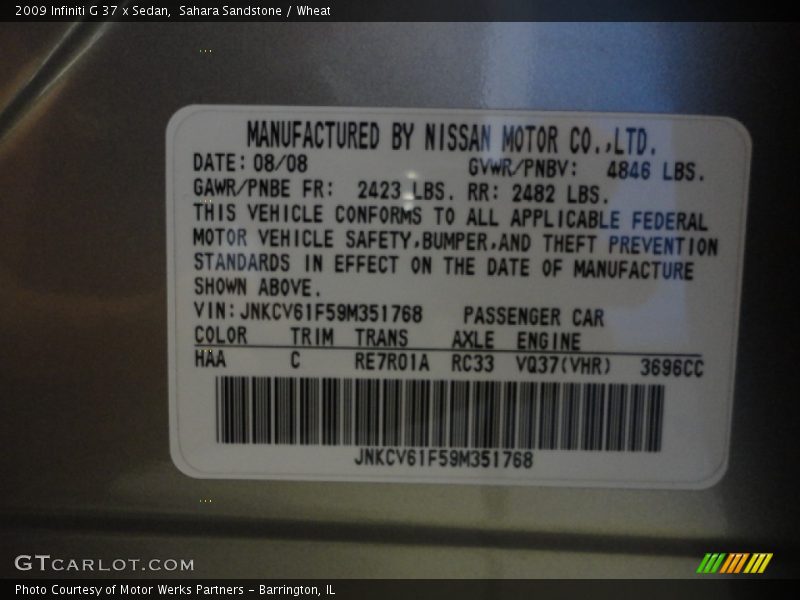 2009 Infiniti G 37 x Sedan,  Sahara Sandstone / Wheat
MANUFACTURED BY NISSAN MOTOR CO.,LTD.
DATE: 08/08 GVWR/PNBV: 4846 LBS.
GAWR/PNBE FR: 2423 LBS. RR: 2482 LBS.
THIS VEHICLE CONFORMS TO ALL APPLICABLE FEDERAL
MOTOR VEHICLE SAFETY,BUMPER,AND THEFT PREVENTION
STANDARDS IN EFFECT ON THE DATE OF MANUFACTURE
SHOWN ABOVE.
VIN: JNKCV61F59M351768 PASSENGER CAR
COLOR TRIM TRANS AXLE ENGINE
HAA C RE7R01A RC33 VQ37(VHR) 3696CC
JNKCV61F59M351768
GTCARLOT.COM
Photo Courtesy of Motor Werks Partners - Barrington, IL